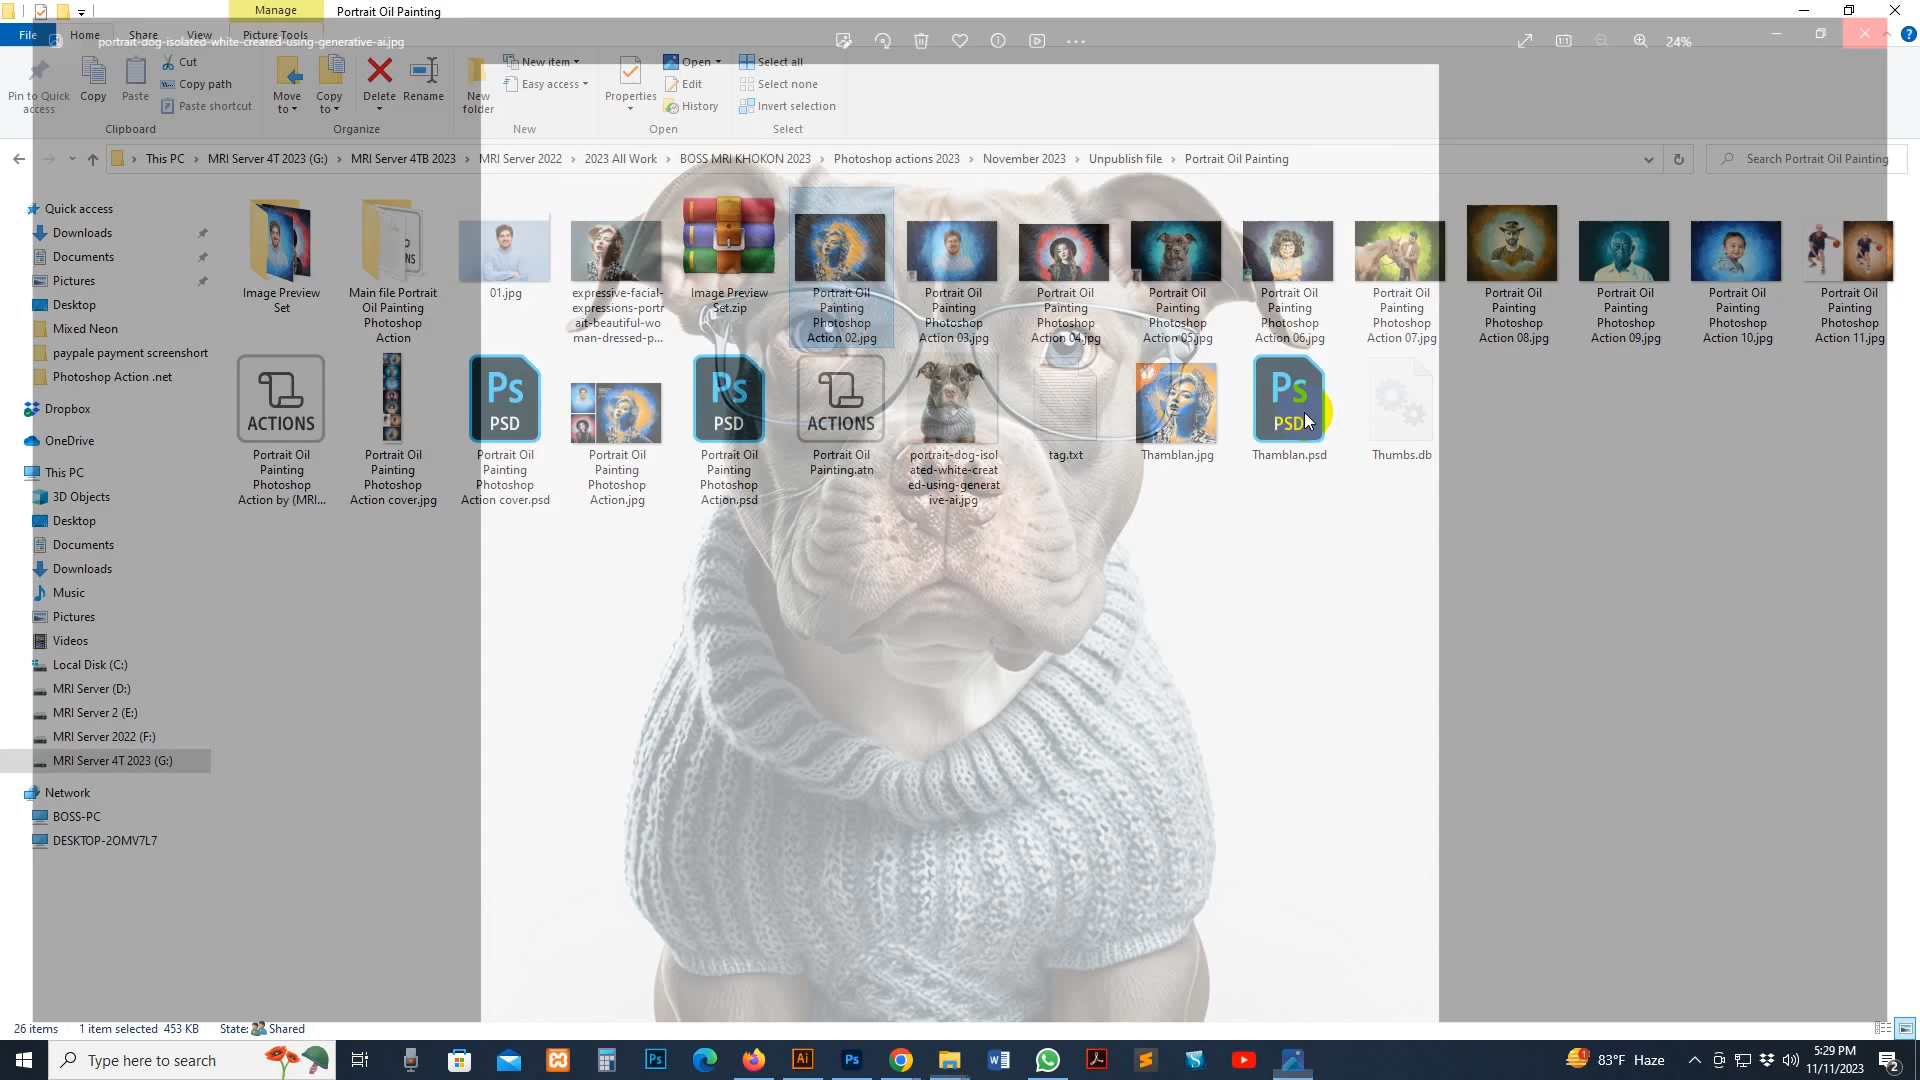 Manage
Portrait Oil Painting
File
Home
Share
View
Picture Tools
portrait-dog-isolated-white-created-using-generative-ai.jpg
24%
Pin to Quick
access
Copy
Paste
Cut
Copy path
Paste shortcut
Clipboard
Move
to
Copy
to
Delete
Rename
Organize
New
folder
New item
Easy access
New
Properties
Open
Edit
History
Open
Select all
Select none
Invert selection
Select
This PC
MRI Server 4T 2023 (G:)
MRI Server 4TB 2023
MRI Server 2022
2023 All Work
BOSS MRI KHOKON 2023
Photoshop actions 2023
November 2023
Unpublish file
Portrait Oil Painting
Search Portrait Oil Painting
Quick access
Downloads
Documents
Pictures
Desktop
Mixed Neon
paypale payment screenshort
Photoshop Action .net
Dropbox
OneDrive
This PC
3D Objects
Desktop
Documents
Downloads
Music
Pictures
Videos
Local Disk (C:)
MRI Server (D:)
MRI Server 2 (E:)
MRI Server 2022 (F:)
MRI Server 4T 2023 (G:)
Network
BOSS-PC
DESKTOP-2OMV7L7
Image Preview
Set
Main file Portrait
Oil Painting
Photoshop
Action
01.jpg
expressive-facial-
expressions-portr
ait-beautiful-wo
man-dressed-p...
Image Preview
Set.zip
Portrait Oil
Painting
Photoshop
Action 02.jpg
Portrait Oil
Painting
Photoshop
Action 03.jpg
Portrait Oil
Painting
Photoshop
Action 04.jpg
Portrait Oil
Painting
Photoshop
Action 05.jpg
Portrait Oil
Painting
Photoshop
Action 06.jpg
Portrait Oil
Painting
Photoshop
Action 07.jpg
Portrait Oil
Painting
Photoshop
Action 08.jpg
Portrait Oil
Painting
Photoshop
Action 09.jpg
Portrait Oil
Painting
Photoshop
Action 10.jpg
Portrait Oil
Painting
Photoshop
Action 11.jpg
ACTIONS
Portrait Oil
Painting
Photoshop
Action by (MRI...
Portrait Oil
Painting
Photoshop
Action cover.jpg
Ps
PSD
Portrait Oil
Painting
Photoshop
Action cover.psd
Portrait Oil
Painting
Photoshop
Action.jpg
Ps
PSD
Portrait Oil
Painting
Photoshop
Action.psd
ACTIONS
Portrait Oil
Painting.atn
portrait-dog-isol
ated-white-creat
ed-using-generat
ive-ai.jpg
tag.txt
Thamblan.jpg
Ps
PSD
Thamblan.psd
Thumbs.db
26 items
1 item selected 453 KB
State:
Shared
Type here to search
83°F Haze
5:29 PM
11/11/2023
2